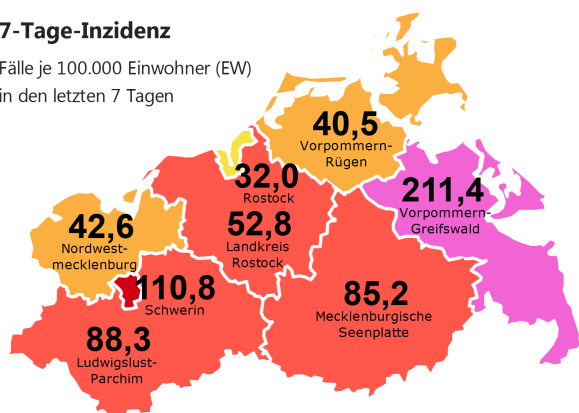 7-Tage-Inzidenz
Fälle je 100.000 Einwohner (EW)
in den letzten 7 Tagen
40,5
Vorpommern-
Rügen
32,0
Rostock
211,4
Vorpommern-
Greifswald
42,6
Nordwest-
mecklenburg
52,8
Landkreis
Rostock
110,8
Schwerin
85,2
Mecklenburgische
Seenplatte
88,3
Ludwigslust-
Parchim